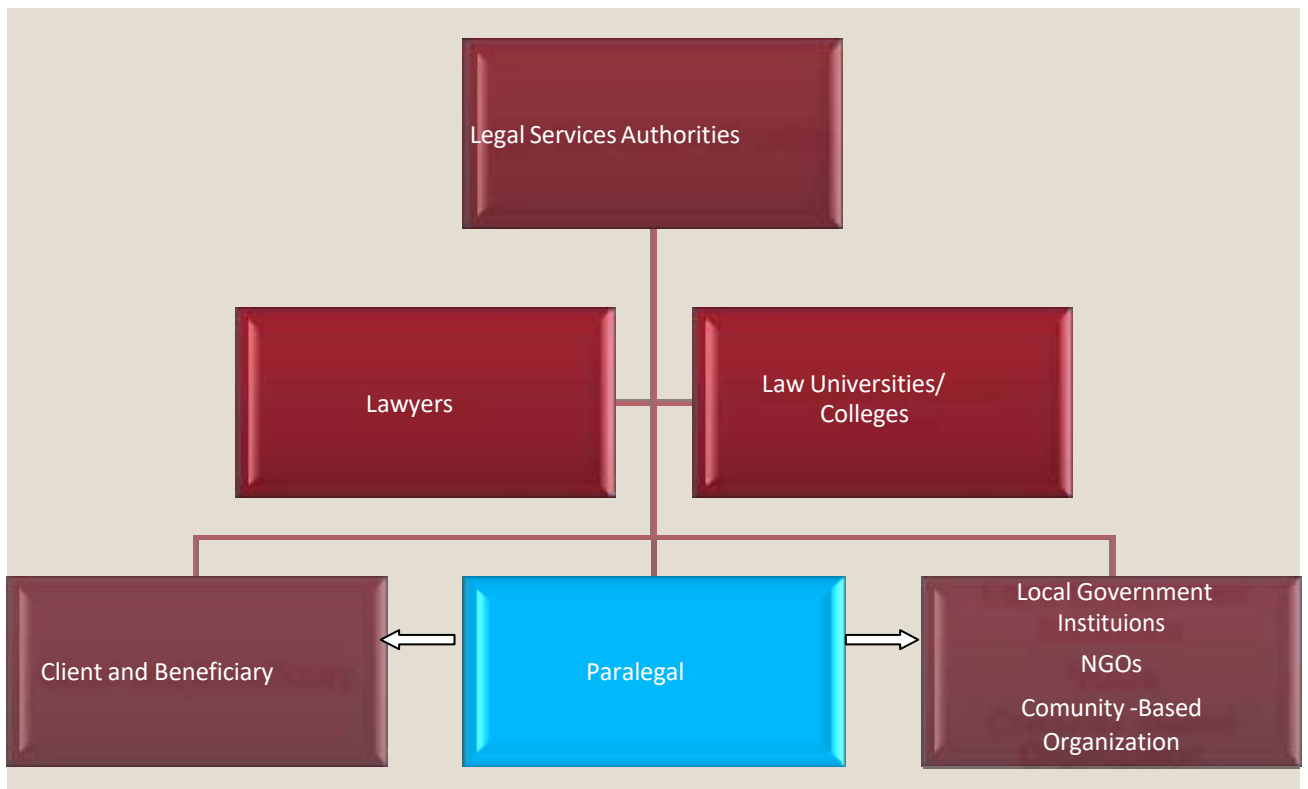 Legal Services Authorities
Lawyers
Law Universities/
Colleges
Client and Beneficiary
Paralegal
Local Government
Instituions
NGOs
Comunity -Based
Organization